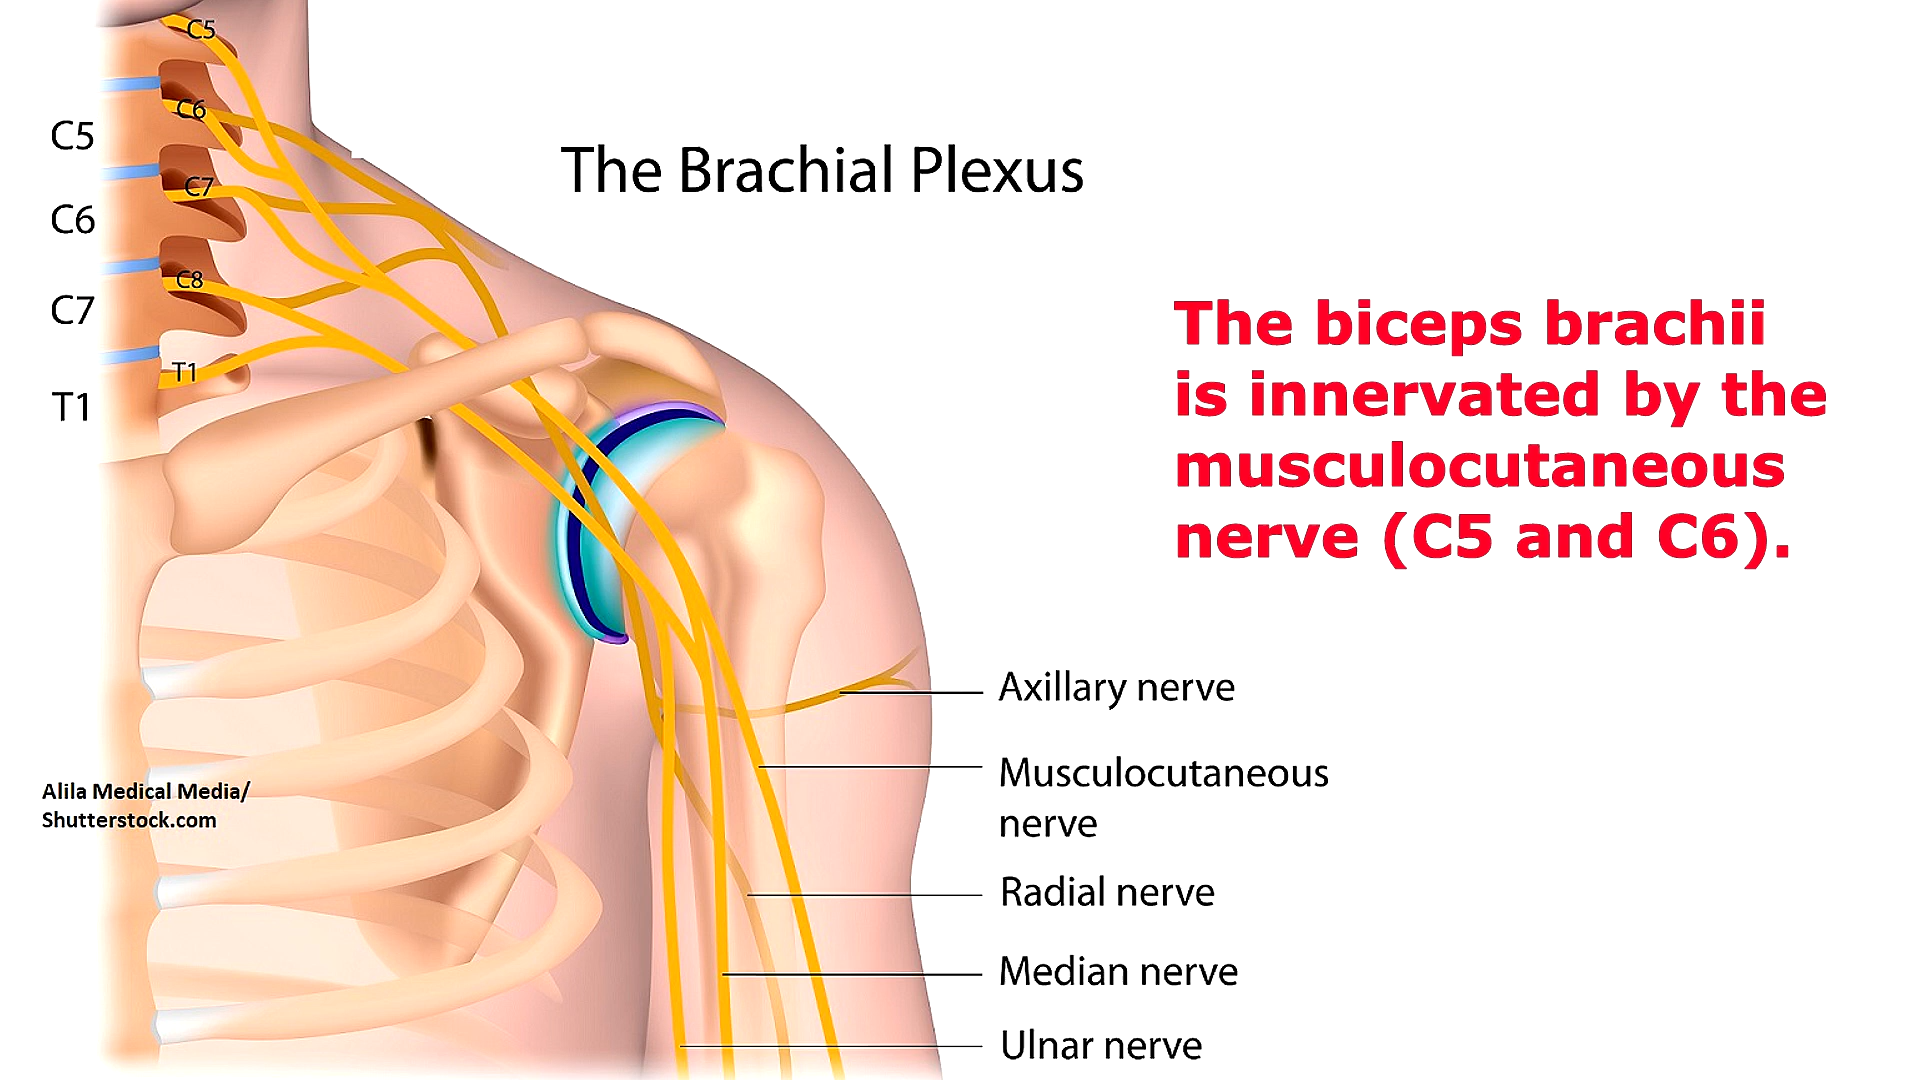 C5
C6
C7
C8
T1
C5
C6
C7
T1
The Brachial Plexus
The biceps brachii
is innervated by the
musculocutaneous
nerve (C5 and C6).
Axillary nerve
Musculocutaneous
nerve
Radial nerve
Median nerve
Ulnar nerve
Alila Medical Media/
Shutterstock.com